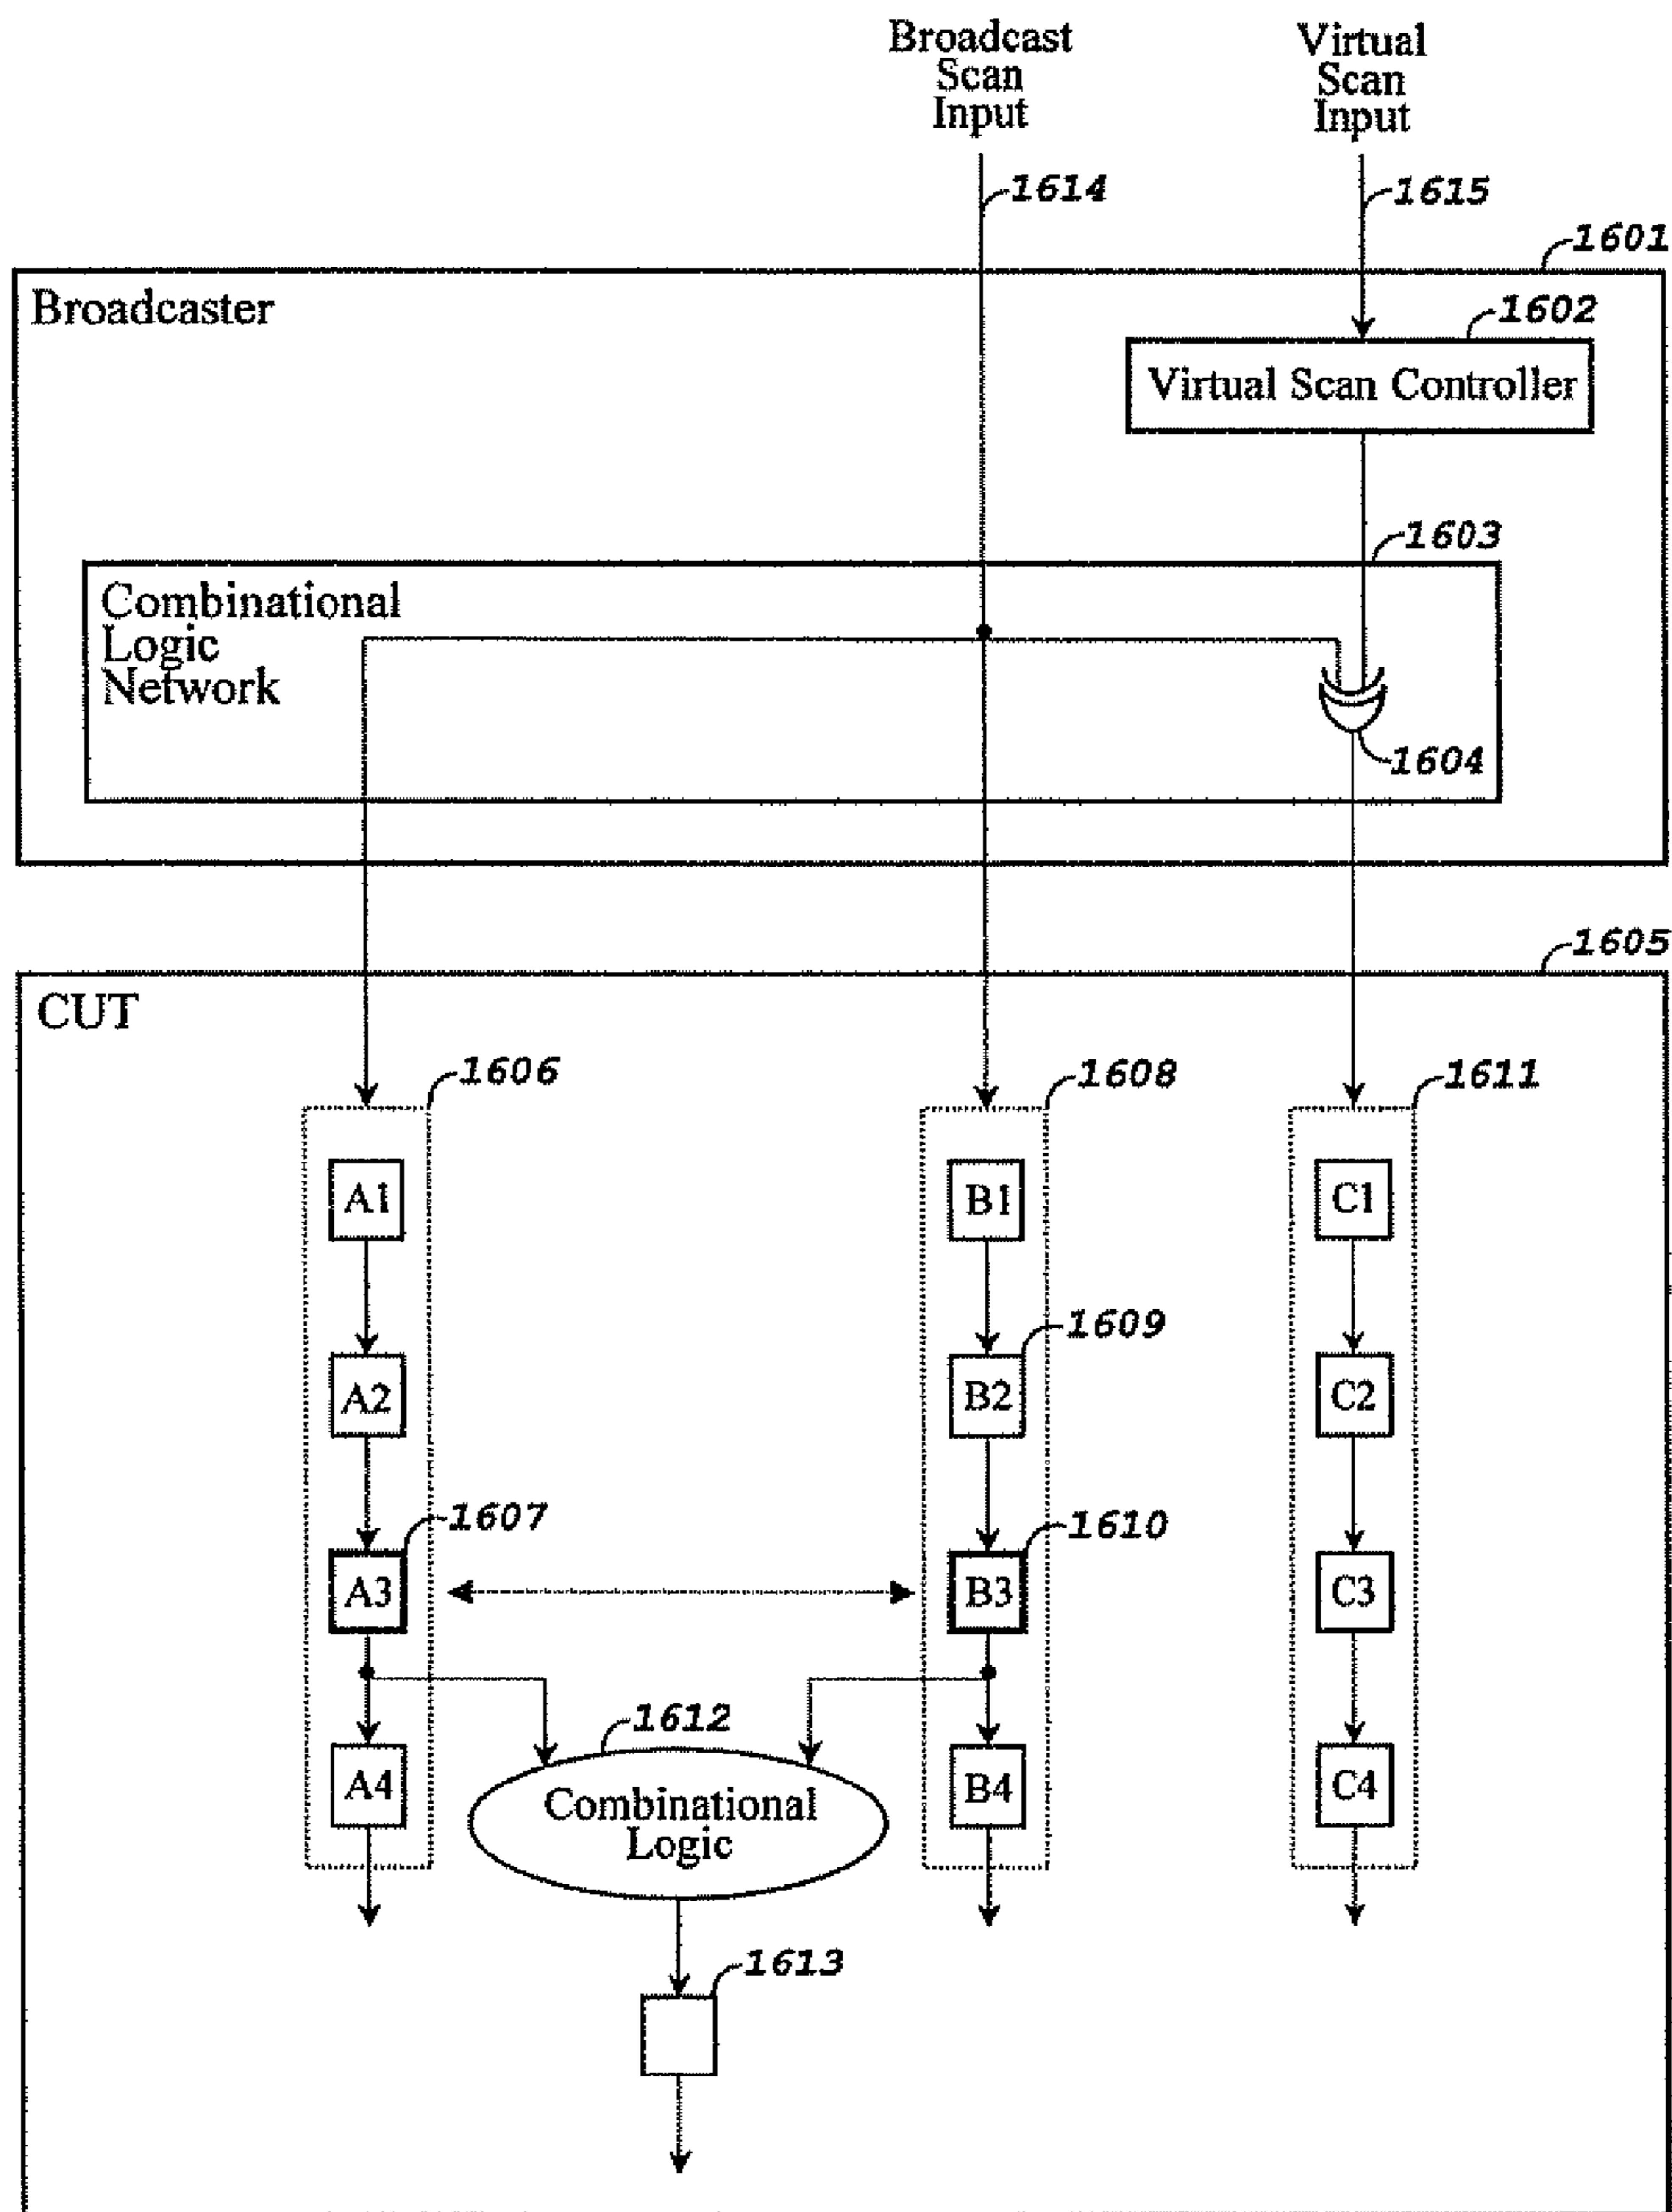 Broadcast
Scan
Input
Virtual
Scan
Input
1614
1615
1601
Broadcaster
1602
Virtual Scan Controller
1603
Combinational
Logic
Network
1604
1605
CUT
1606
1608
1611
A1
B1
C1
1609
A2
B2
C2
1607
1610
A3
B3
C3
1612
A4
Combinational
Logic
B4
C4
1613